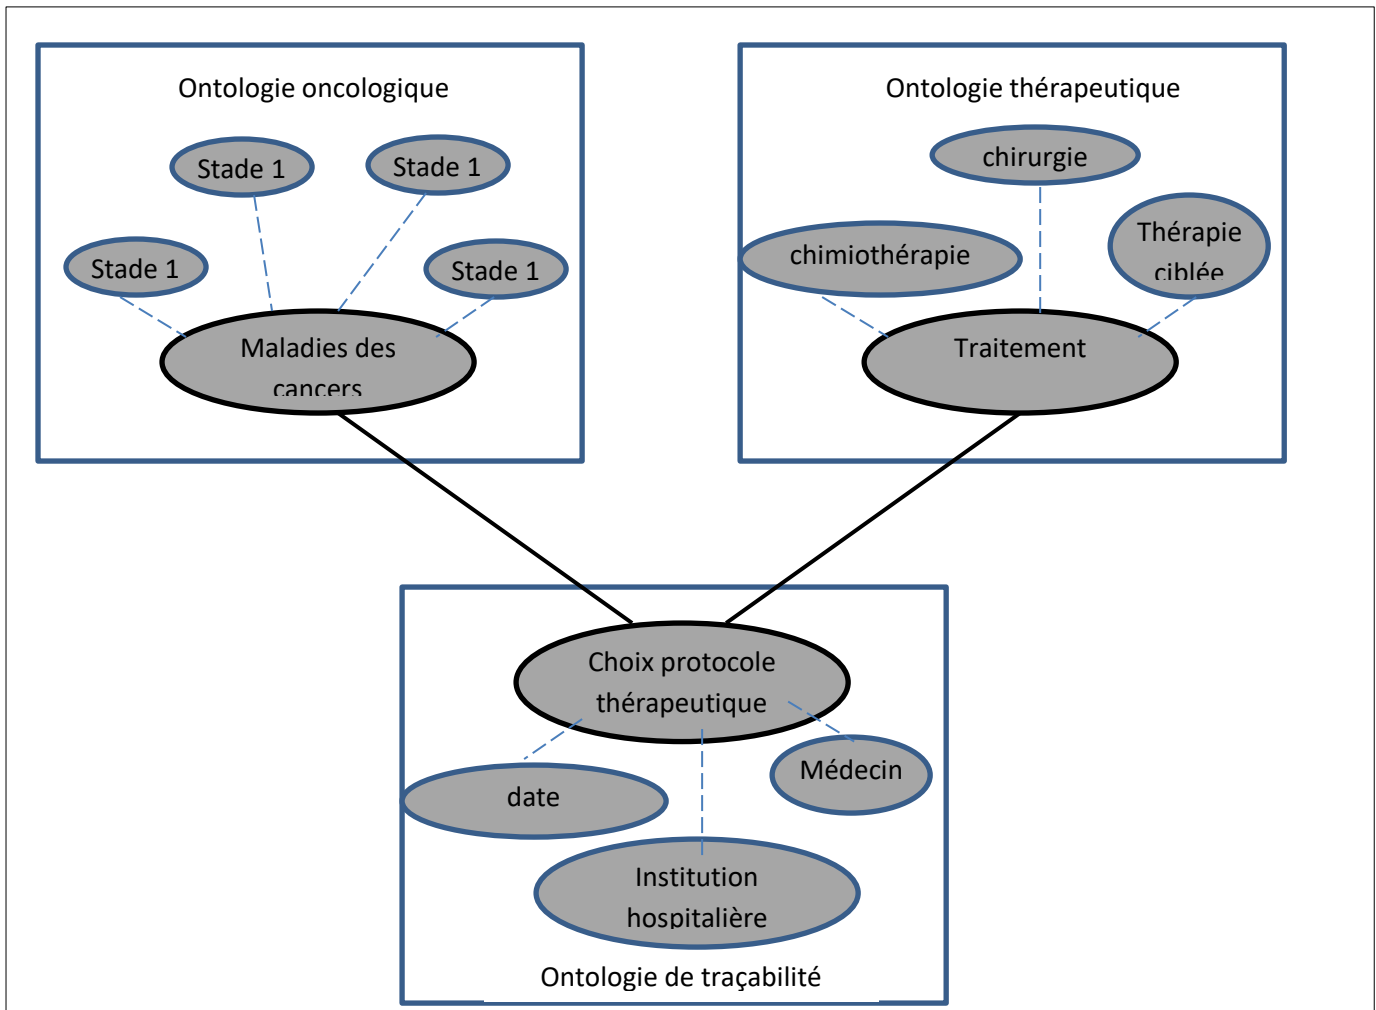 Ontologie oncologique
Stade 1
Stade 1
Stade 1
Stade 1
Maladies des
cancers
Ontologie thérapeutique
chirurgie
chimiothérapie
Thérapie
ciblée
Traitement
Choix protocole
thérapeutique
date
Médecin
Institution
hospitalière
Ontologie de traçabilité